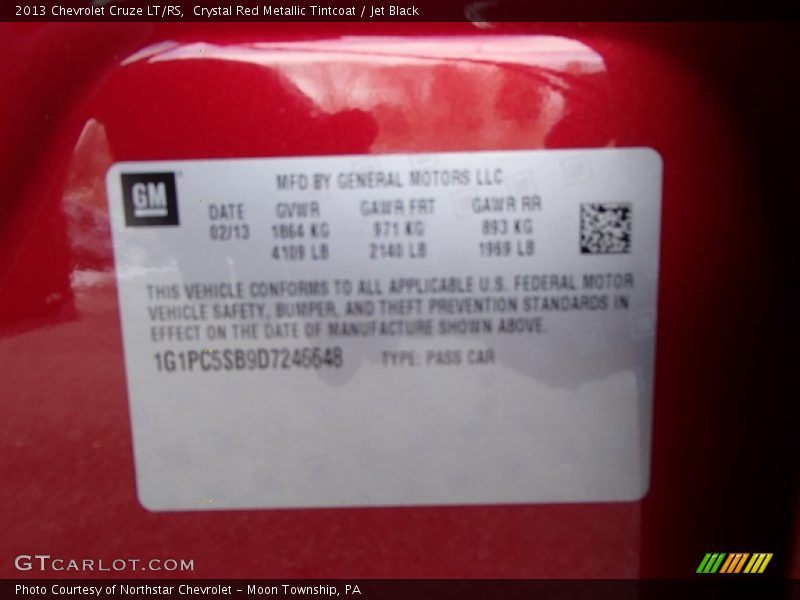 2013 Chevrolet Cruze LT/RS, Crystal Red Metallic Tintcoat / Jet Black
GM
MFD BY GENERAL MOTORS LLC
DATE GVWR GAWR FRT GAWR RR
02/13 1864 KG 971 KG 893 KG
4109 LB 2140 LB 1969 LB
THIS VEHICLE CONFORMS TO ALL APPLICABLE U.S. FEDERAL MOTOR
VEHICLE SAFETY, BUMPER, AND THEFT PREVENTION STANDARDS IN
EFFECT ON THE DATE OF MANUFACTURE SHOWN ABOVE.
1G1PC5SB9D7246648 TYPE: PASS CAR
GTCARLOT.COM
Photo Courtesy of Northstar Chevrolet - Moon Township, PA